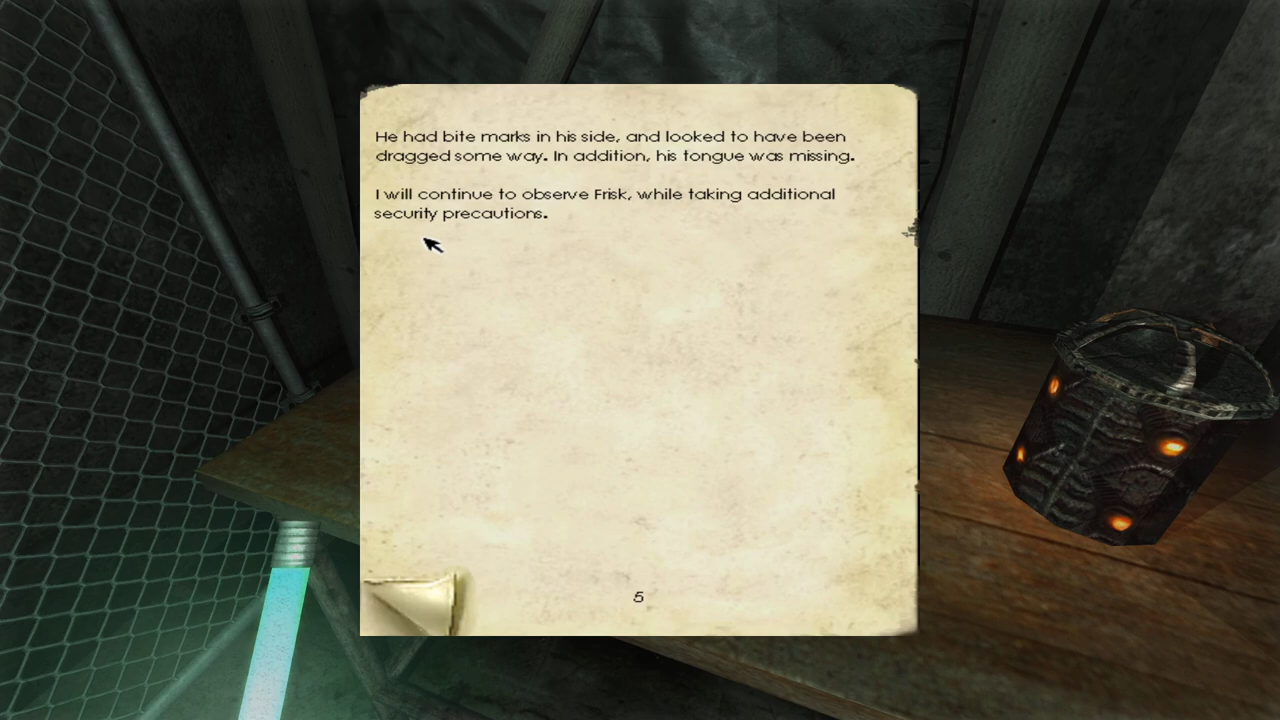 He had bite marks in his side, and looked to have been
dragged some way. In addition, his tongue was missing.
I will continue to observe Frisk, while taking additional
security precautions.
5